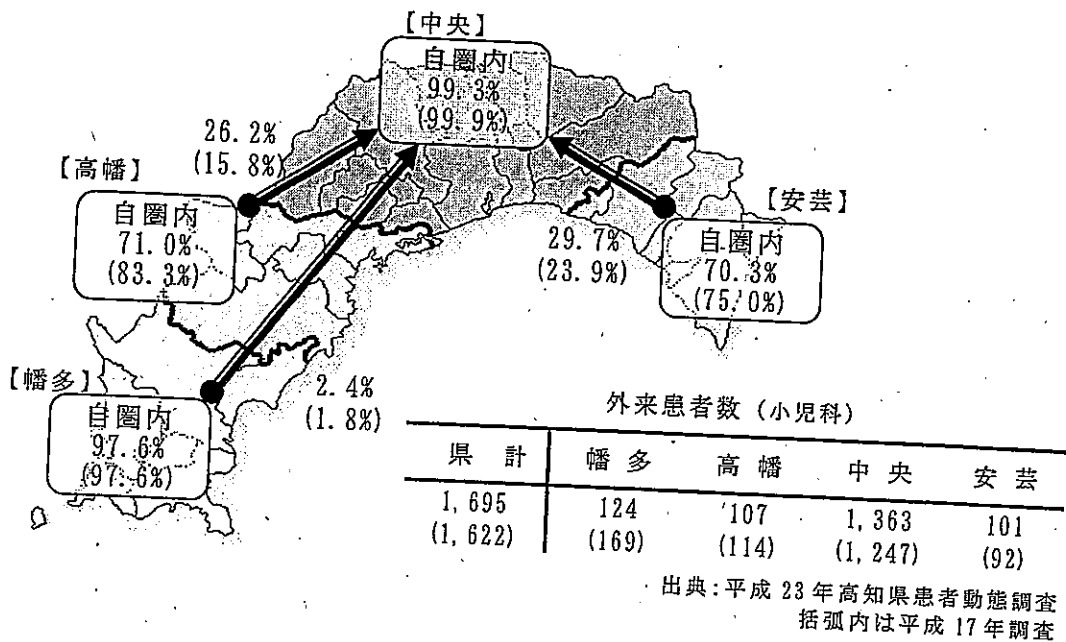 【中央】
自圏内
99.3%
(99.9%)
26.2%
(15.8%)
【高幡】
自圏内
71.0%
(83.3%)
【安芸】
自圏内
70.3%
(75.0%)
29.7%
(23.9%)
【幡多】
自圏内
97.6%
(97.6%)
2.4%
(1.8%)
外来患者数（小児科）
県計 幡多 高幡 中央 安芸
1,695 124 107 1,363 101
(1,622) (169) (114) (1,247) (92)
出典：平成23年高知県患者動態調査
括弧内は平成17年調査